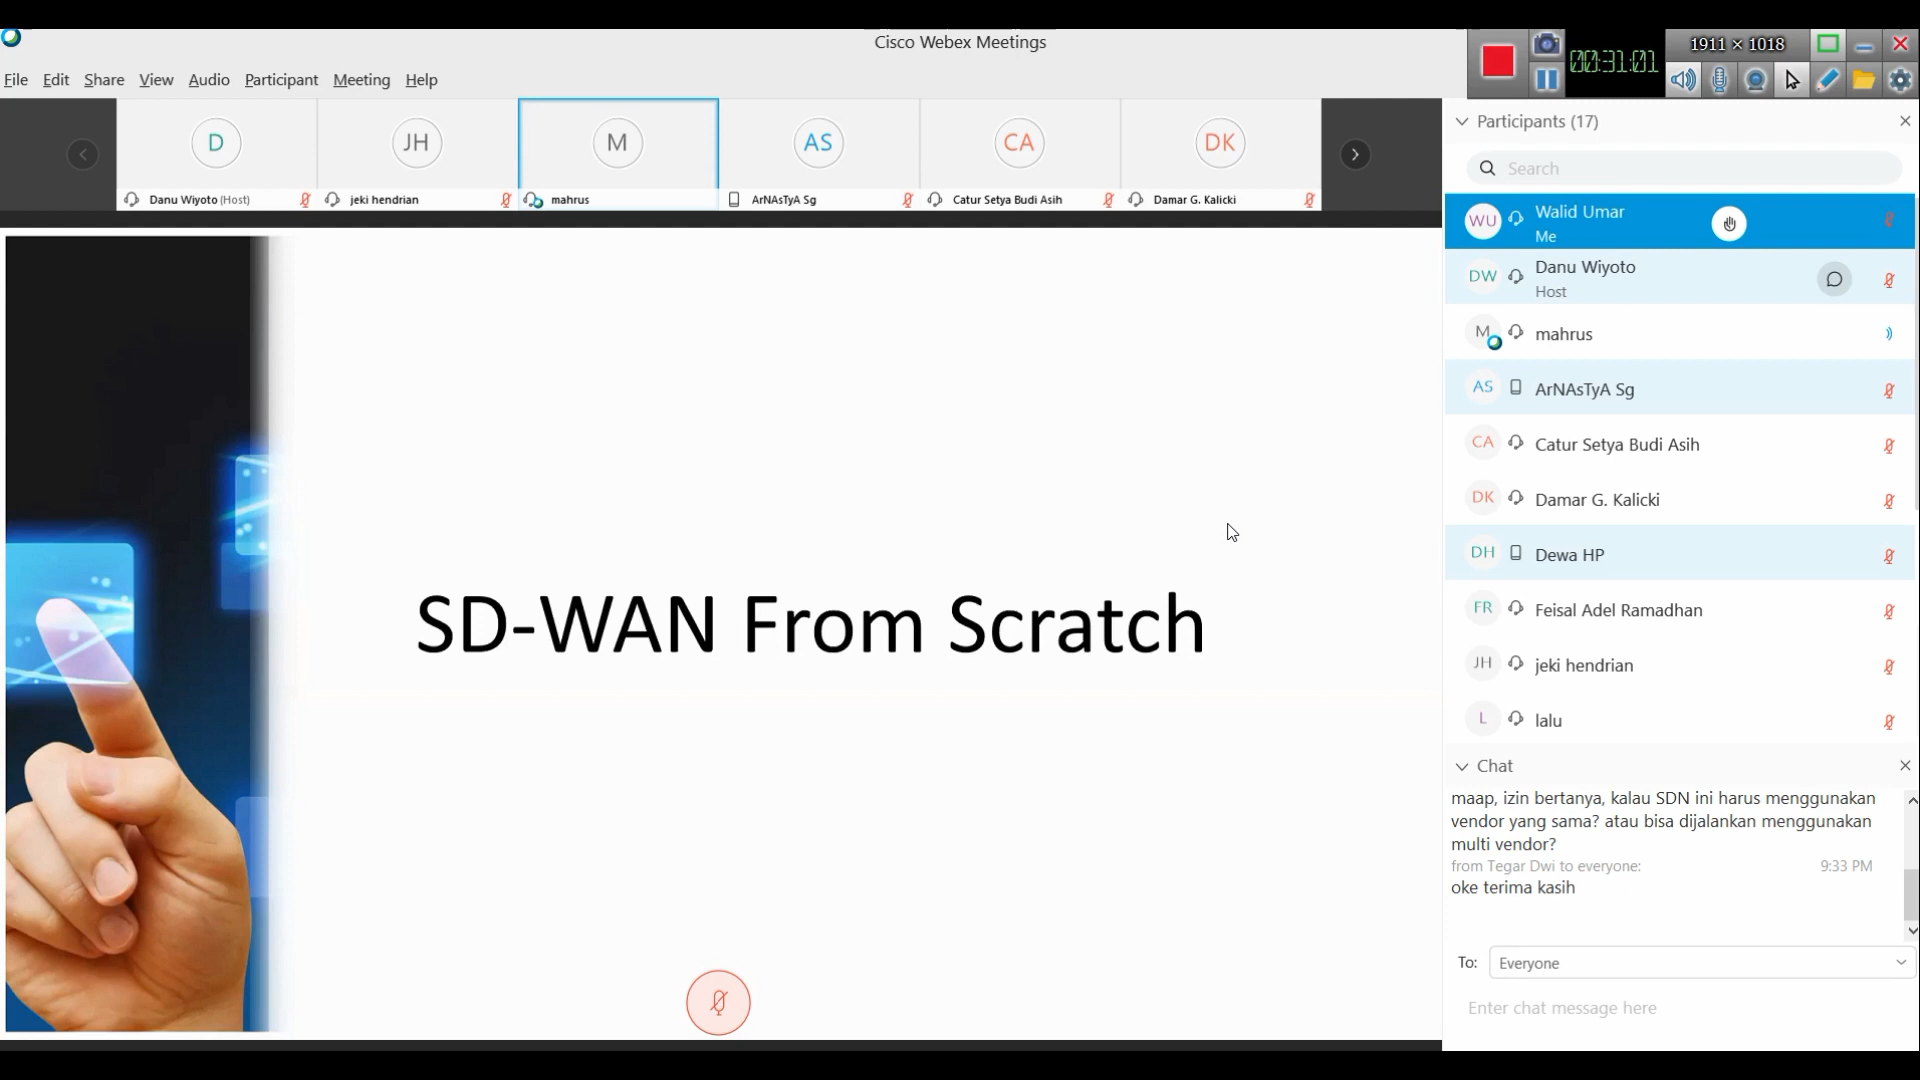 Cisco Webex Meetings
1911 × 1018
00:31:01
File Edit Share View Audio Participant Meeting Help
D
JH
M
AS
CA
DK
Danu Wiyoto (Host)
jeki hendrian
mahrus
ArNAsTyA Sg
Catur Setya Budi Asih
Damar G. Kalicki
SD-WAN From Scratch
Participants (17)
Search
WU
Walid Umar
Me
DW
Danu Wiyoto
Host
M
mahrus
AS
ArNAsTyA Sg
CA
Catur Setya Budi Asih
DK
Damar G. Kalicki
DH
Dewa HP
FR
Feisal Adel Ramadhan
JH
jeki hendrian
L
lalu
Chat
maap, izin bertanya, kalau SDN ini harus menggunakan
vendor yang sama? atau bisa dijalankan menggunakan
multi vendor?
from Tegar Dwi to everyone: 9:33 PM
oke terima kasih
To: Everyone
Enter chat message here